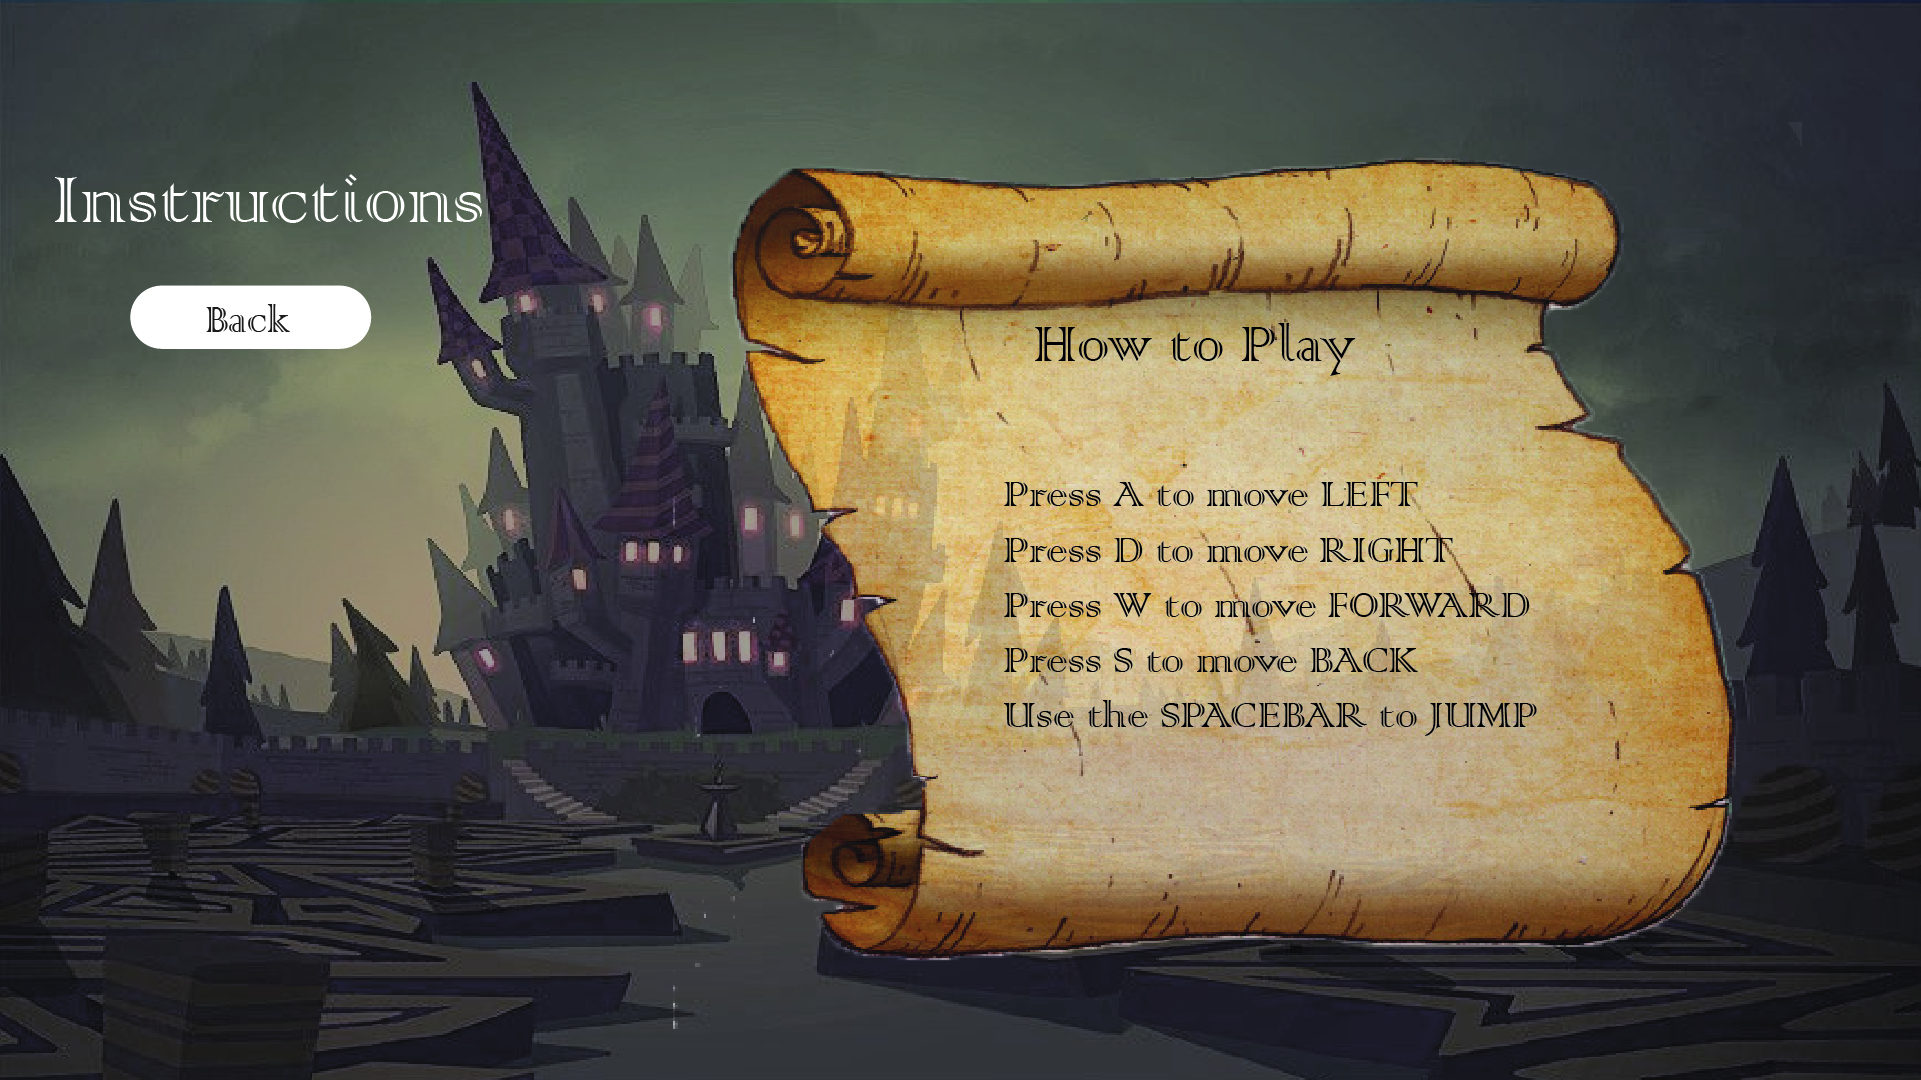 Instructions
Back
How to Play
Press A to move LEFT
Press D to move RIGHT
Press W to move FORWARD
Press S to move BACK
Use the SPACEBAR to JUMP